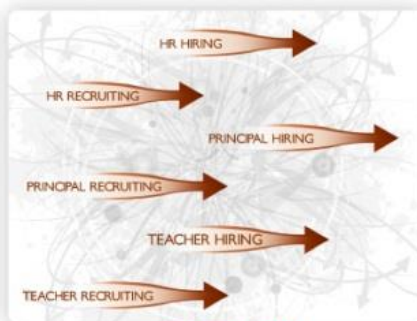 HR HIRING
HR RECRUITING
PRINCIPAL HIRING
PRINCIPAL RECRUITING
TEACHER HIRING
TEACHER RECRUITING